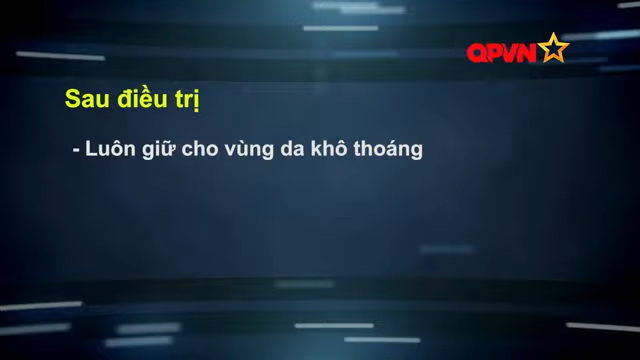 QPVN
Sau điều trị
- Luôn giữ cho vùng da khô thoáng